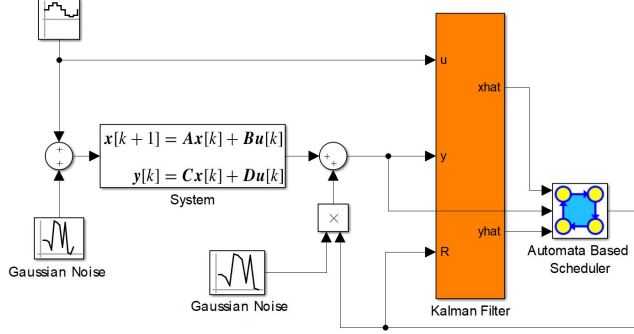 u
xhat
+
+
x[k + 1] = Ax[k] + Bu[k]
y[k] = Cx[k] + Du[k]
System
+
+
y
×
yhat
R
Gaussian Noise
Gaussian Noise
Kalman Filter
Automata Based
Scheduler